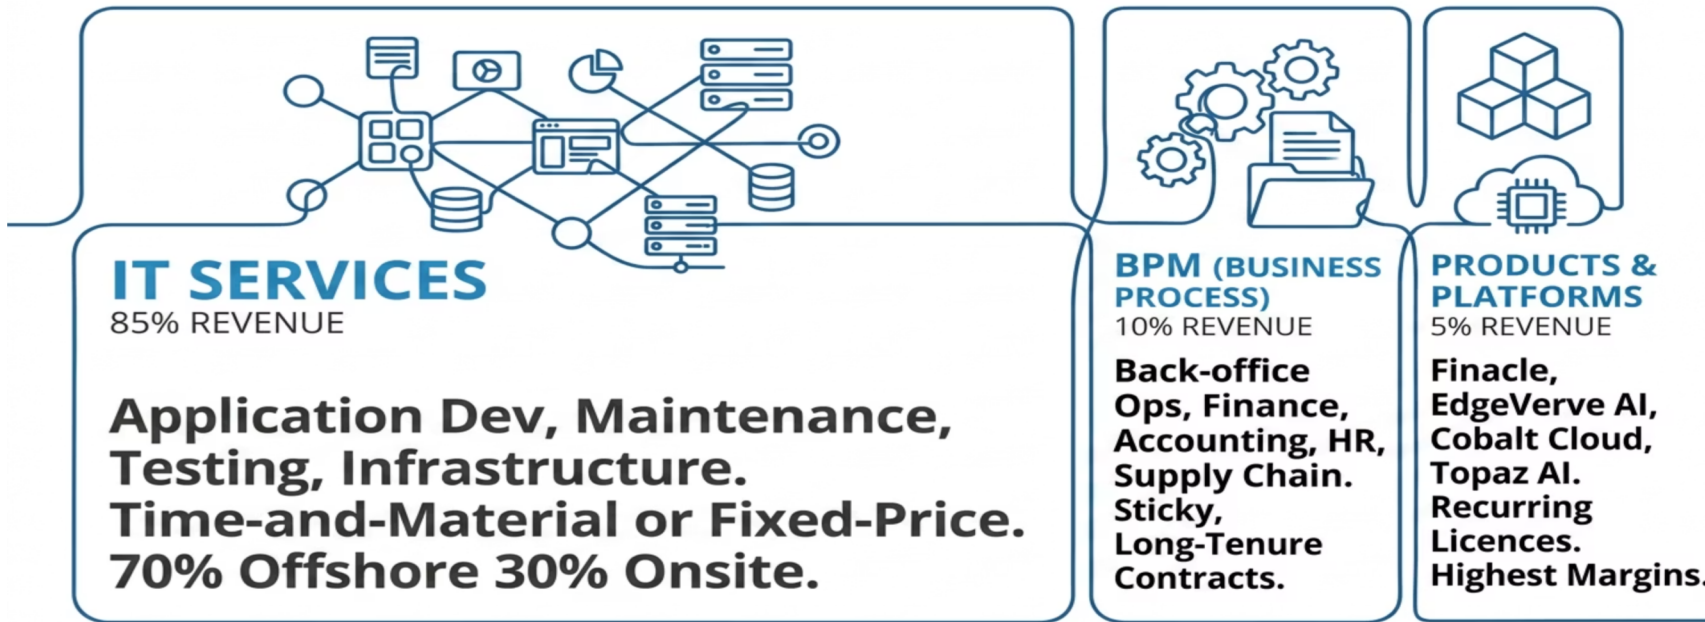 IT SERVICES
85% REVENUE
Application Dev, Maintenance,
Testing, Infrastructure.
Time-and-Material or Fixed-Price.
70% Offshore 30% Onsite.
BPM (BUSINESS
PROCESS)
10% REVENUE
Back-office
Ops, Finance,
Accounting, HR,
Supply Chain.
Sticky,
Long-Tenure
Contracts.
PRODUCTS &
PLATFORMS
5% REVENUE
Finacle,
EdgeVerve AI,
Cobalt Cloud,
Topaz AI.
Recurring
Licences.
Highest Margins.